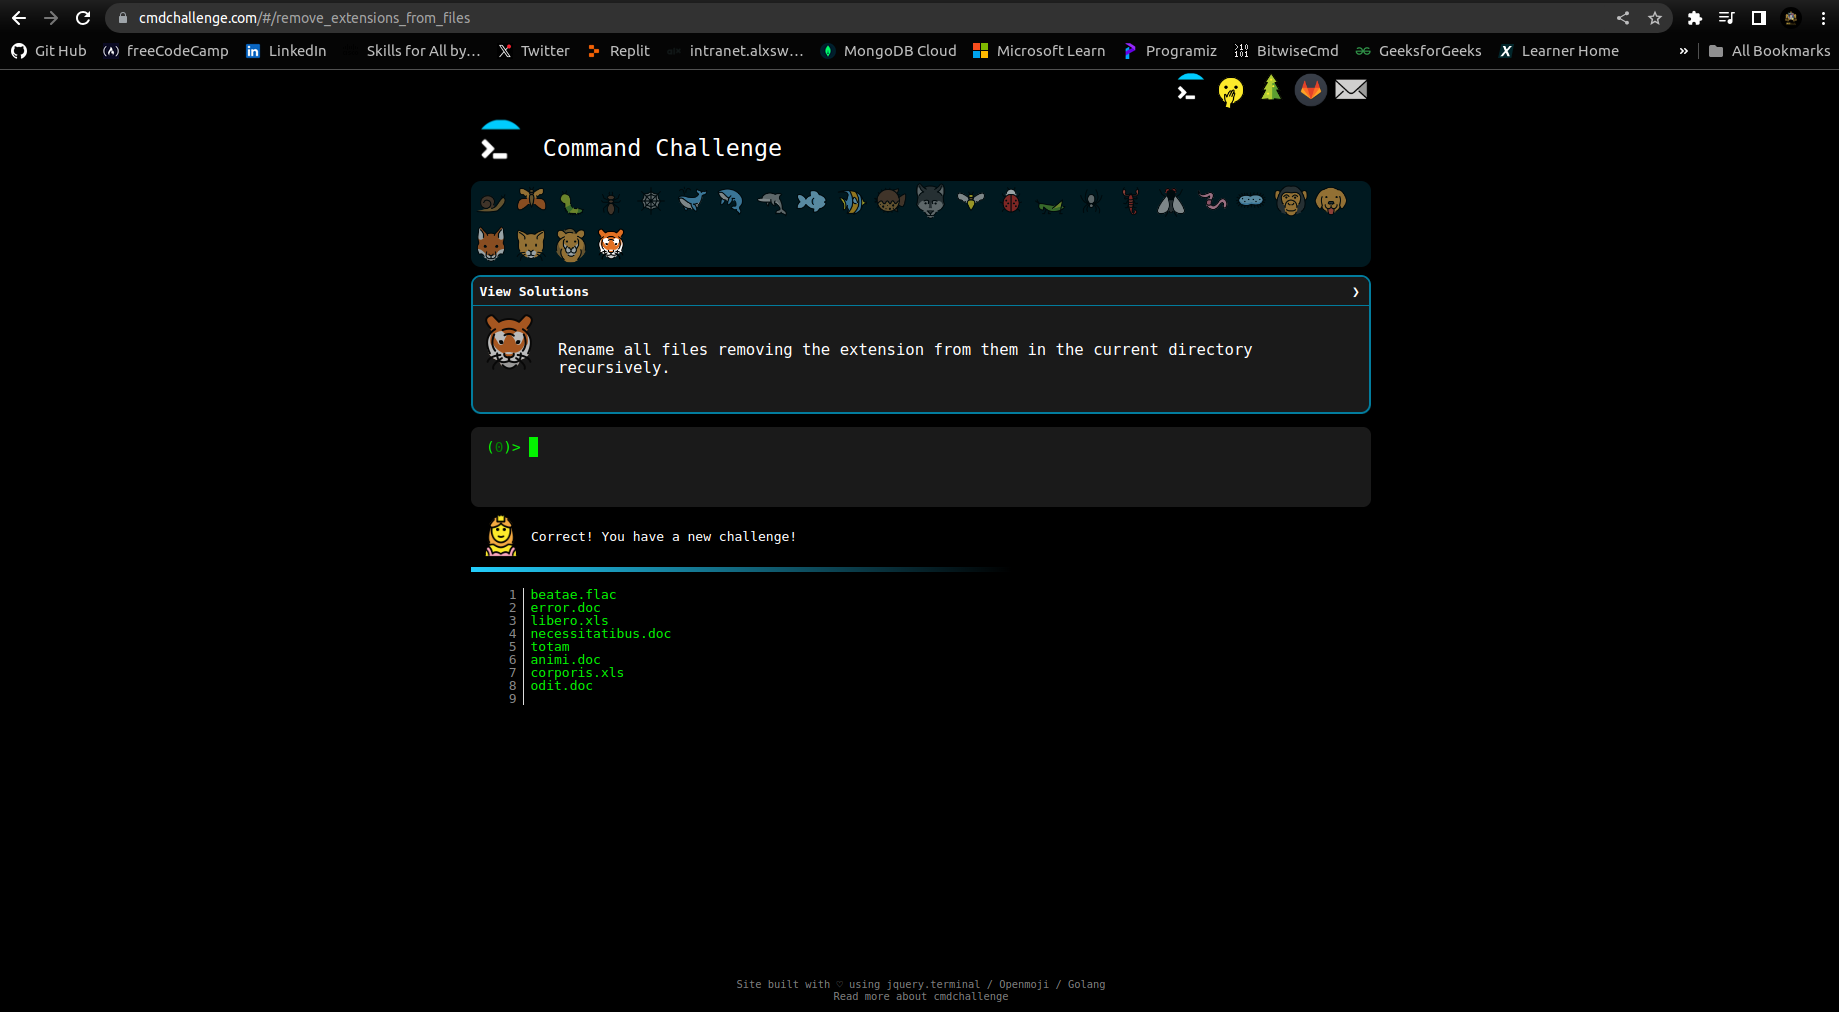 cmdchallenge.com/#/remove_extensions_from_files
Git Hub freeCodeCamp LinkedIn Skills for All by... Twitter Replit intranet.alxsw... MongoDB Cloud Microsoft Learn Programiz BitwiseCmd GeeksforGeeks Learner Home » All Bookmarks
Command Challenge
View Solutions ❯
Rename all files removing the extension from them in the current directory
recursively.
(0)>
Correct! You have a new challenge!
1 beatae.flac
2 error.doc
3 libero.xls
4 necessitatibus.doc
5 totam
6 animi.doc
7 corporis.xls
8 odit.doc
9
Site built with ♡ using jquery.terminal / Openmoji / Golang
Read more about cmdchallenge